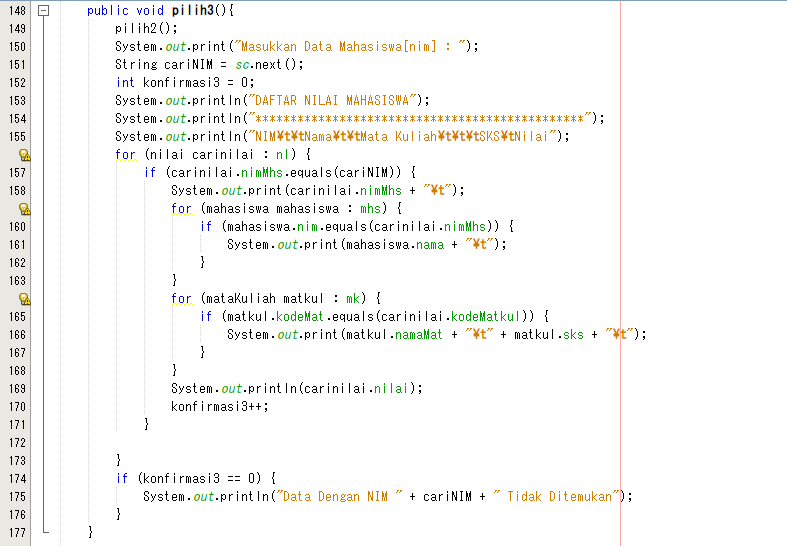 148 public void pilih3(){
149 pilih2();
150 System.out.print("Masukkan Data Mahasiswa[nim] : ");
151 String cariNIM = sc.next();
152 int konfirmasi3 = 0;
153 System.out.println("DAFTAR NILAI MAHASISWA");
154 System.out.println("***********************************************");
155 System.out.println("NIM¥t¥tNama¥t¥tMata Kuliah¥t¥t¥tSKS¥tNilai");
for (nilai carinilai : nl) {
157 if (carinilai.nimMhs.equals(cariNIM)) {
158 System.out.print(carinilai.nimMhs + "¥t");
for (mahasiswa mahasiswa : mhs) {
160 if (mahasiswa.nim.equals(carinilai.nimMhs)) {
161 System.out.print(mahasiswa.nama + "¥t");
162 }
163 }
for (mataKuliah matkul : mk) {
165 if (matkul.kodeMat.equals(carinilai.kodeMatkul)) {
166 System.out.print(matkul.namaMat + "¥t" + matkul.sks + "¥t");
167 }
168 }
169 System.out.println(carinilai.nilai);
170 konfirmasi3++;
171 }
172
173 }
174 if (konfirmasi3 == 0) {
175 System.out.println("Data Dengan NIM " + cariNIM + " Tidak Ditemukan");
176 }
177 }